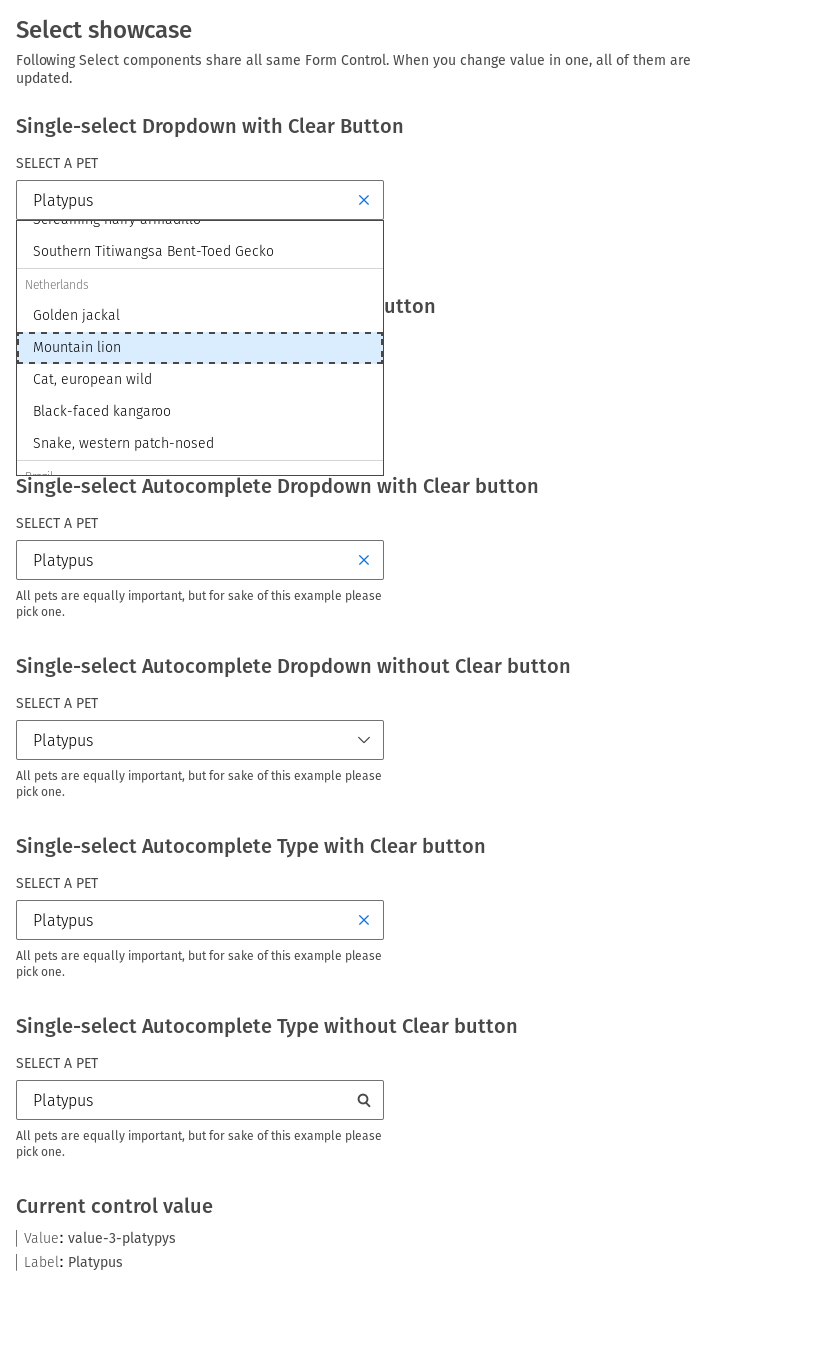 Select showcase
Following Select components share all same Form Control. When you change value in one, all of them are
updated.
Single-select Dropdown with Clear Button
SELECT A PET
Platypus
Screaming hairy armadillo
Southern Titiwangsa Bent-Toed Gecko
Netherlands
utton
Golden jackal
Mountain lion
Cat, european wild
Black-faced kangaroo
Snake, western patch-nosed
Brazil
Single-select Autocomplete Dropdown with Clear button
SELECT A PET
Platypus
All pets are equally important, but for sake of this example please
pick one.
Single-select Autocomplete Dropdown without Clear button
SELECT A PET
Platypus
All pets are equally important, but for sake of this example please
pick one.
Single-select Autocomplete Type with Clear button
SELECT A PET
Platypus
All pets are equally important, but for sake of this example please
pick one.
Single-select Autocomplete Type without Clear button
SELECT A PET
Platypus
All pets are equally important, but for sake of this example please
pick one.
Current control value
Value: value-3-platypys
Label: Platypus